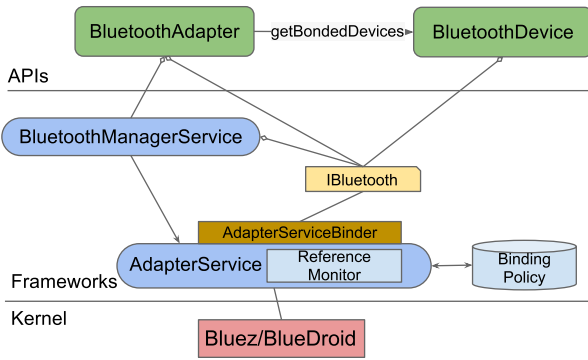 BluetoothAdapter
getBondedDevices
BluetoothDevice
APIs
BluetoothManagerService
IBluetooth
AdapterServiceBinder
AdapterService
Reference
Monitor
Binding
Policy
Frameworks
Kernel
Bluez/BlueDroid